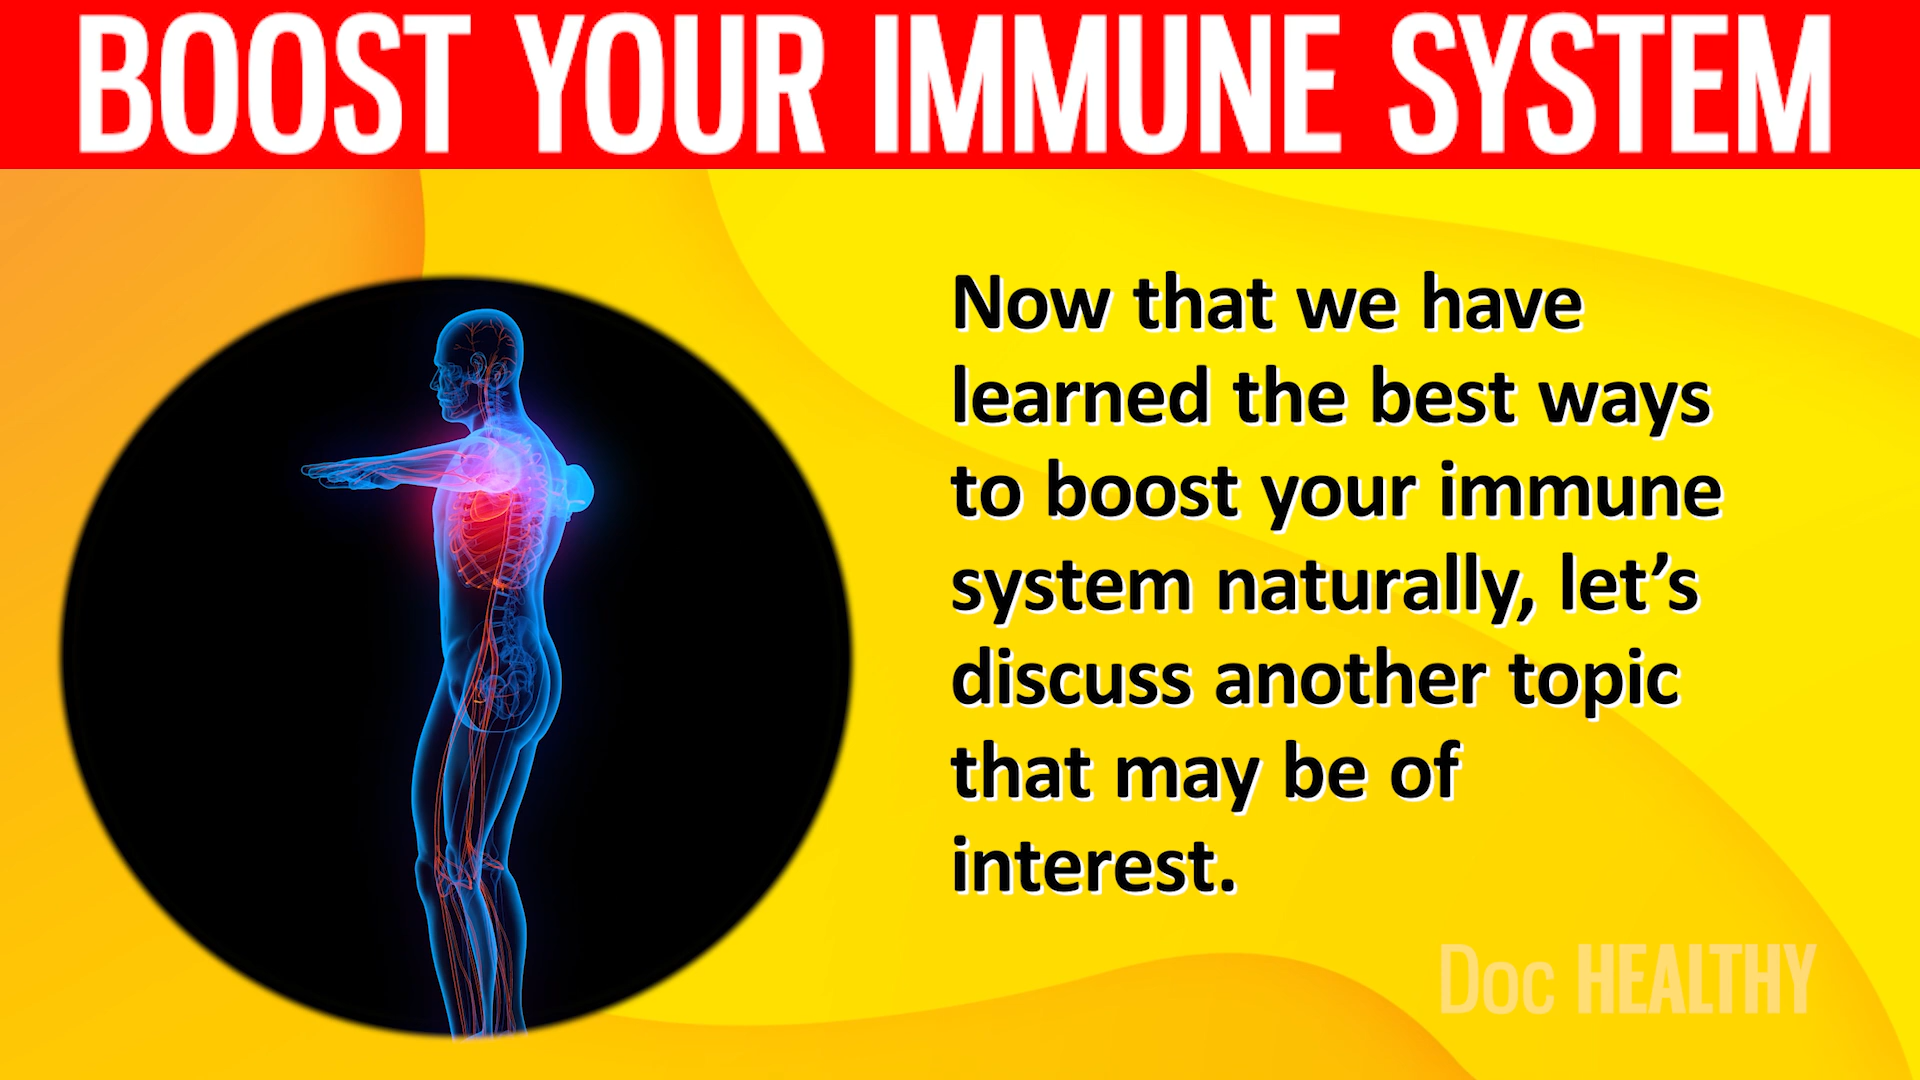 BOOST YOUR IMMUNE SYSTEM
Now that we have
learned the best ways
to boost your immune
system naturally, let’s
discuss another topic
that may be of
interest.
Doc HEALTHY